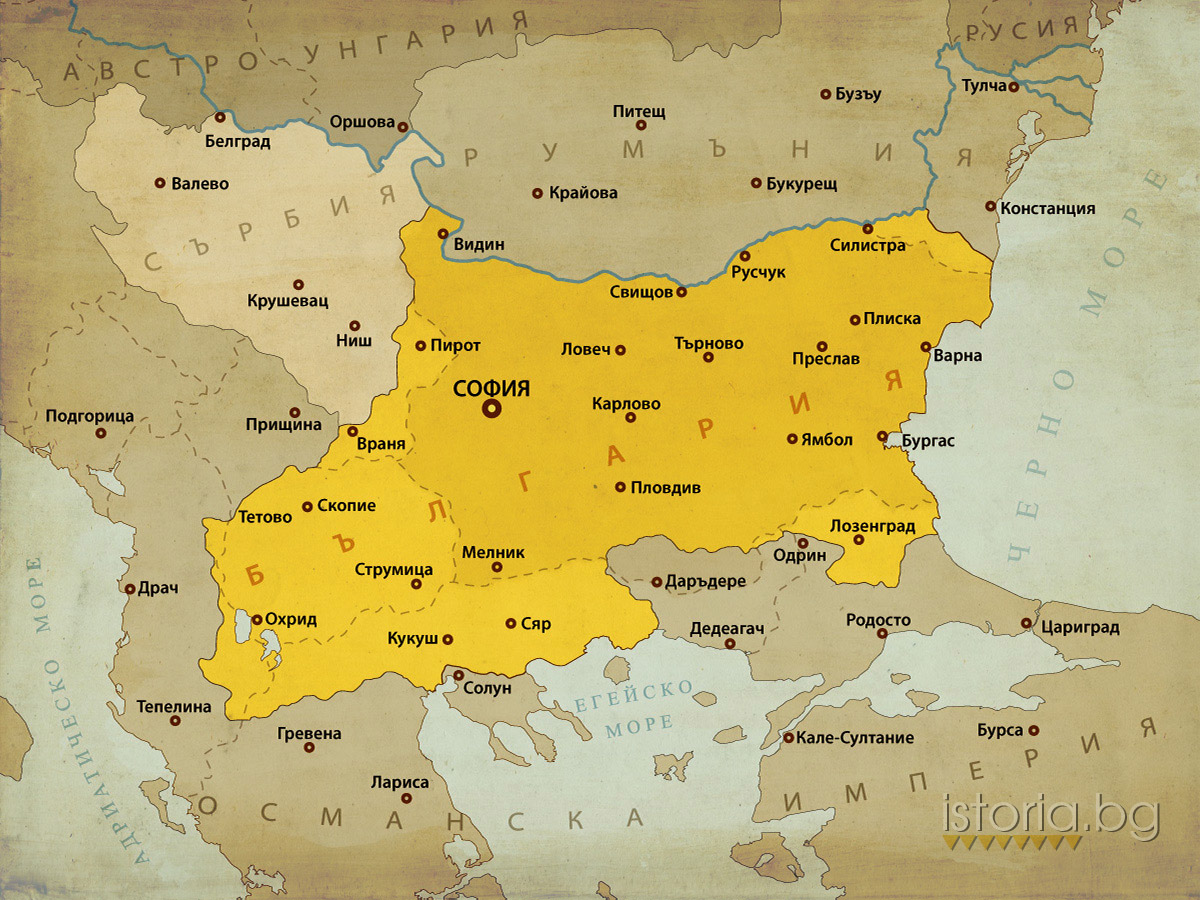 АВСТРО УНГАРИЯ
РУСИЯ
Тулча
Бузъу
Питещ
Оршова
Белград
РУМЪНИЯ
Валево
Крайова
Букурещ
Констанция
СЪРБИЯ
Видин
Силистра
Русчук
Свищов
Крушевац
Плиска
Ниш
Пирот
Ловеч
Търново
Преслав
Варна
СОФИЯ
Карлово
Подгорица
Прищина
Враня
Ямбол
Бургас
БЪЛГАРИЯ
ЧЕРНО МОРЕ
Пловдив
Скопие
Тетово
Лозенград
Мелник
Одрин
Струмица
Даръдере
Драч
Охрид
Сяр
Кукуш
Дедеагач
Родосто
Цариград
Солун
ЕГЕЙСКО
МОРЕ
АДРИАТИЧЕСКО МОРЕ
Тепелина
Гревена
Кале-Султание
Бурса
Лариса
ОСМАНСКА ИМПЕРИЯ
istoria.bg